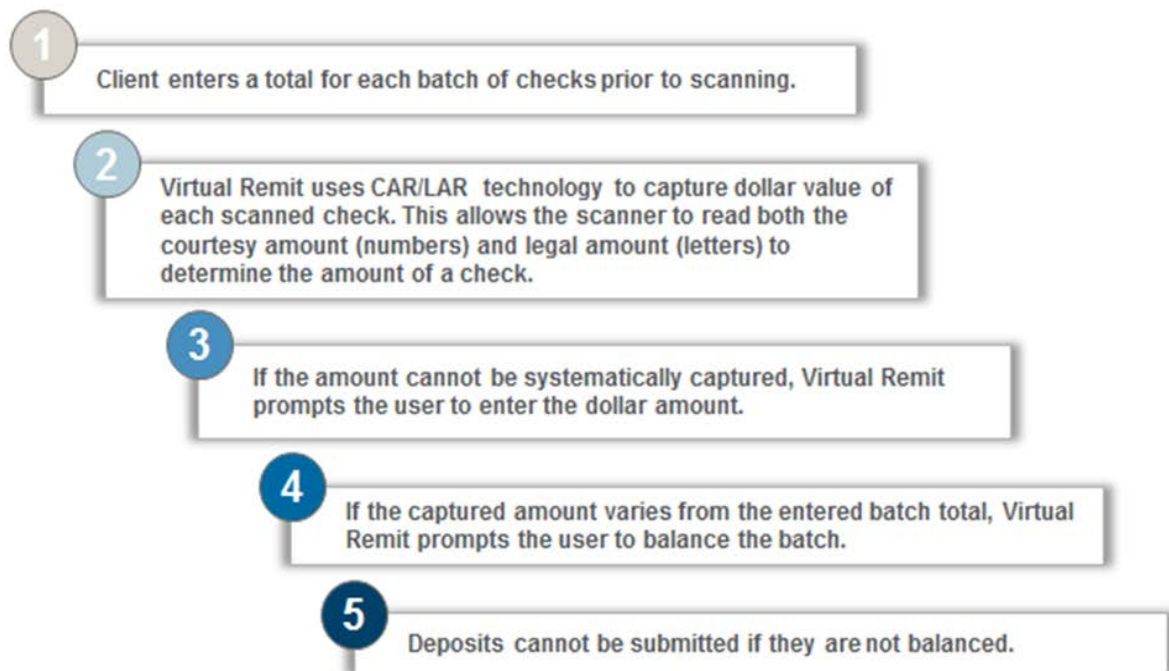 1
Client enters a total for each batch of checks prior to scanning.
2
Virtual Remit uses CAR/LAR technology to capture dollar value of
each scanned check. This allows the scanner to read both the
courtesy amount (numbers) and legal amount (letters) to
determine the amount of a check.
3
If the amount cannot be systematically captured, Virtual Remit
prompts the user to enter the dollar amount.
4
If the captured amount varies from the entered batch total, Virtual
Remit prompts the user to balance the batch.
5
Deposits cannot be submitted if they are not balanced.